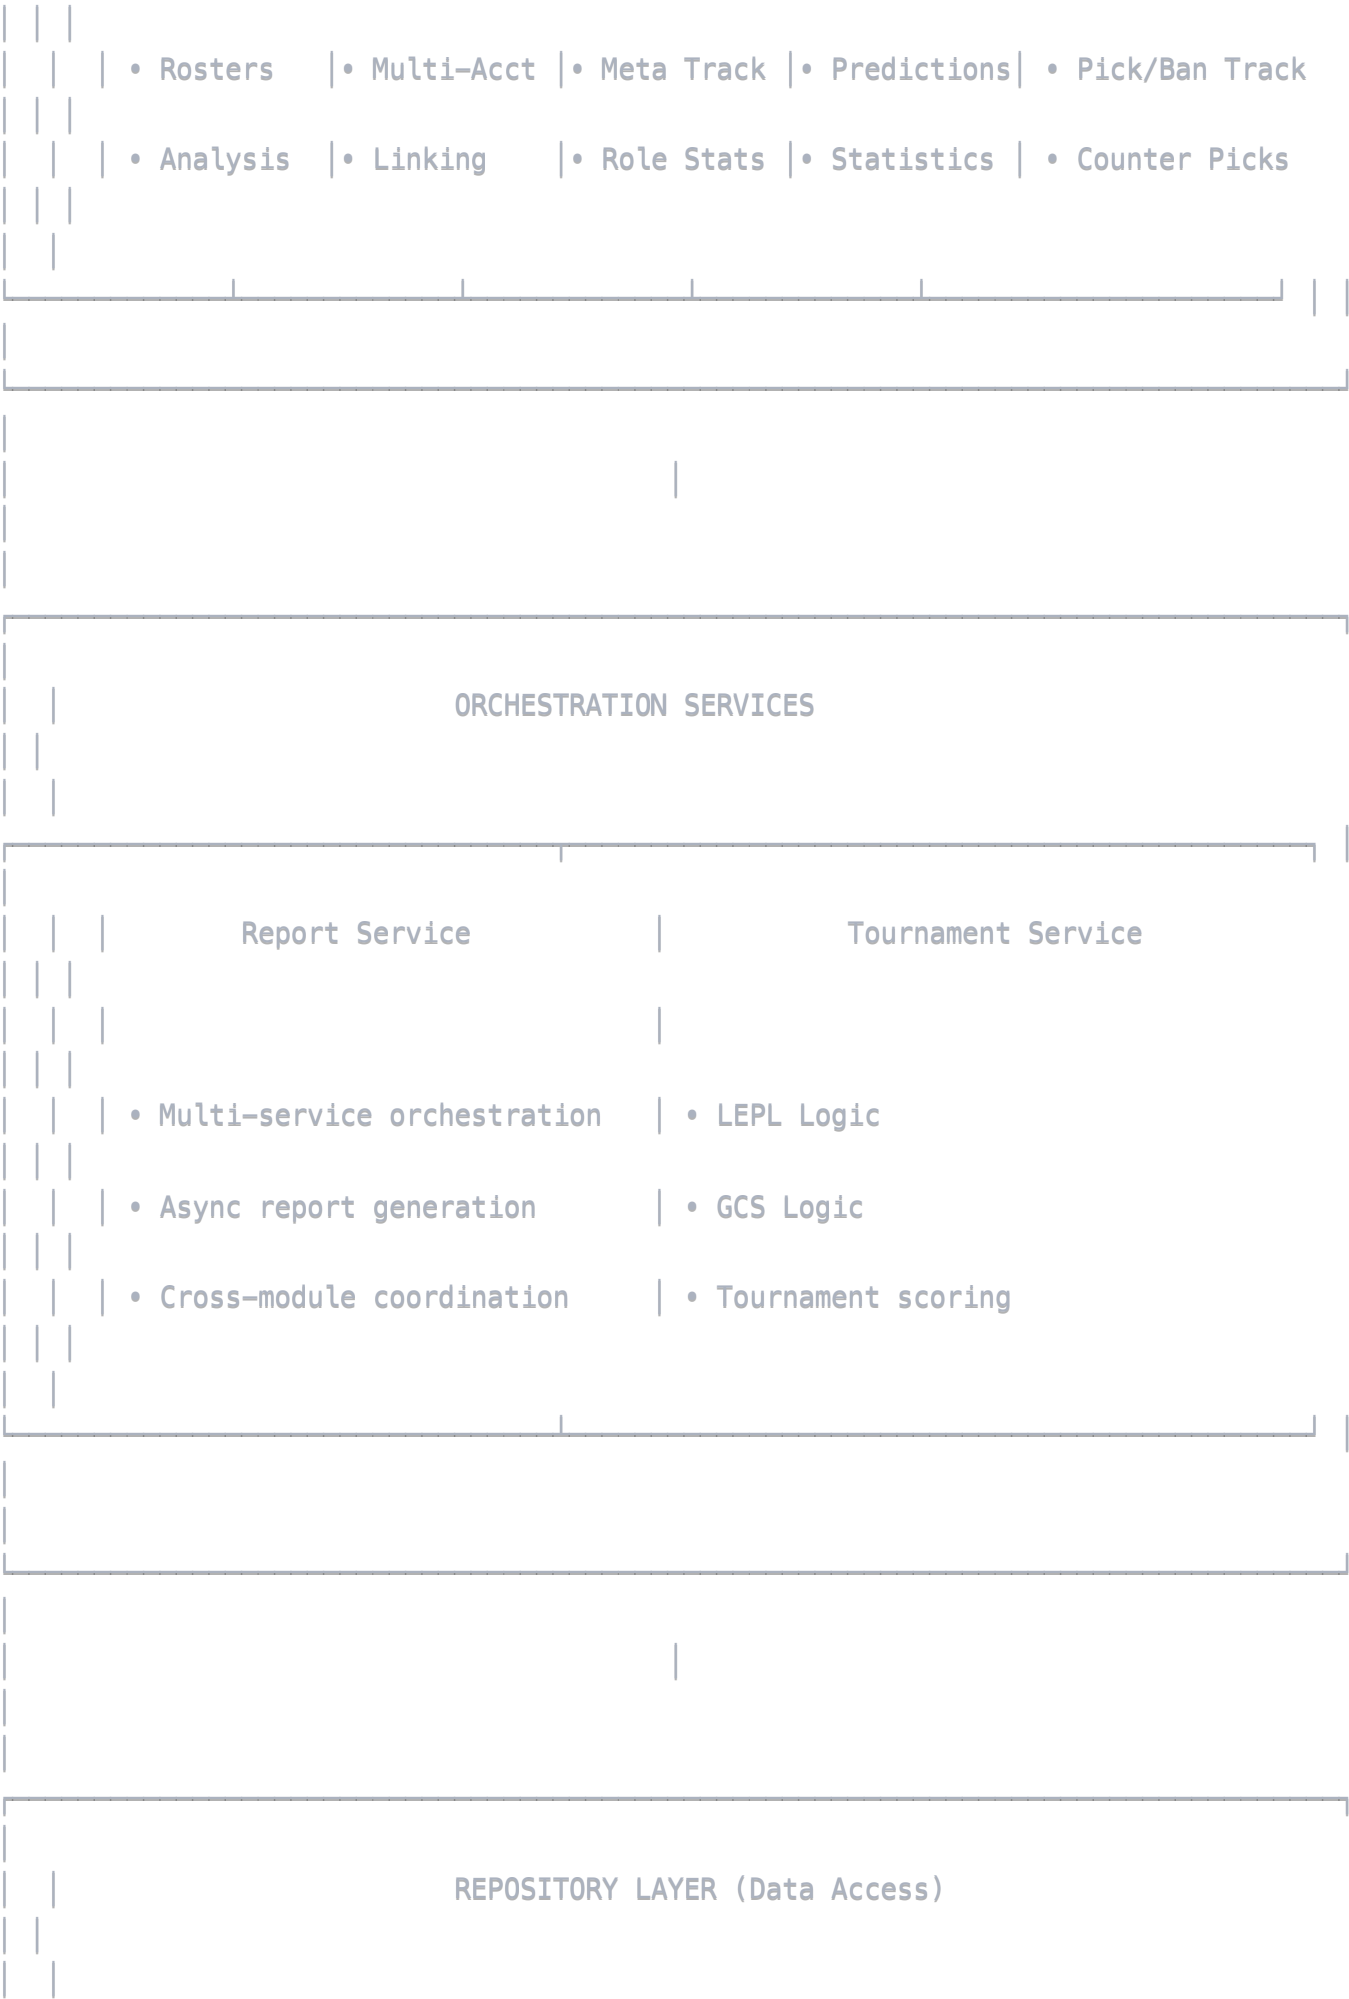 • Rosters │• Multi-Acct │• Meta Track │• Predictions│ • Pick/Ban Track
• Analysis │• Linking │• Role Stats │• Statistics │ • Counter Picks
ORCHESTRATION SERVICES
Report Service │ Tournament Service
• Multi-service orchestration │ • LEPL Logic
• Async report generation │ • GCS Logic
• Cross-module coordination │ • Tournament scoring
REPOSITORY LAYER (Data Access)